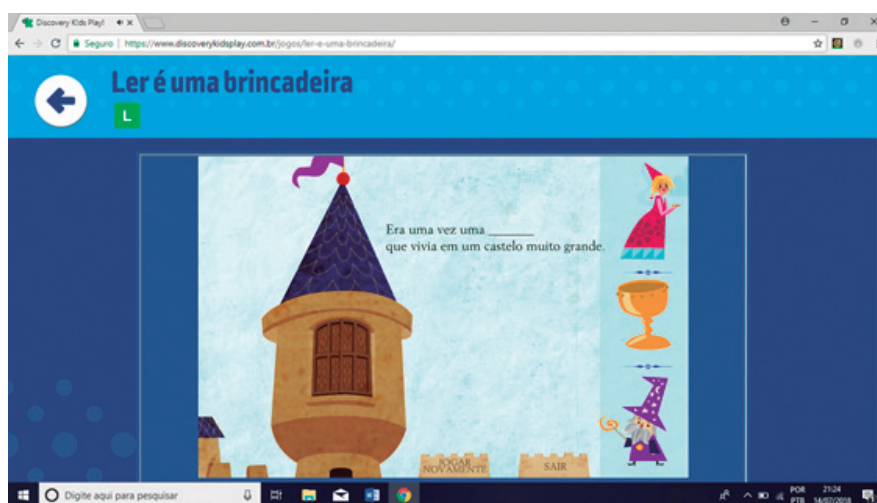 Discovery Kids Play!
Seguro | https://www.discoverykidsplay.com.br/jogos/ler-e-uma-brincadeira/
Ler é uma brincadeira
L
Era uma vez uma _______
que vivia em um castelo muito grande.
JOGAR
NOVAMENTE
SAIR
Digite aqui para pesquisar
POR
PTB
21:24
14/07/2018